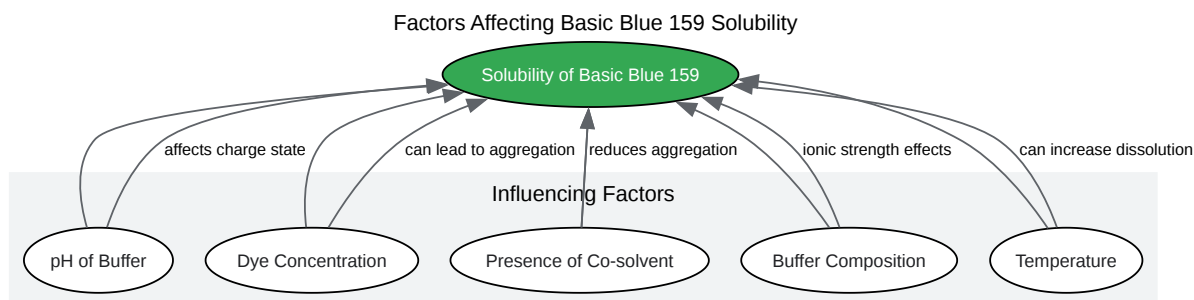 Factors Affecting Basic Blue 159 Solubility
Solubility of Basic Blue 159
affects charge state
can lead to aggregation
reduces aggregation
ionic strength effects
can increase dissolution
Influencing Factors
pH of Buffer
Dye Concentration
Presence of Co-solvent
Buffer Composition
Temperature